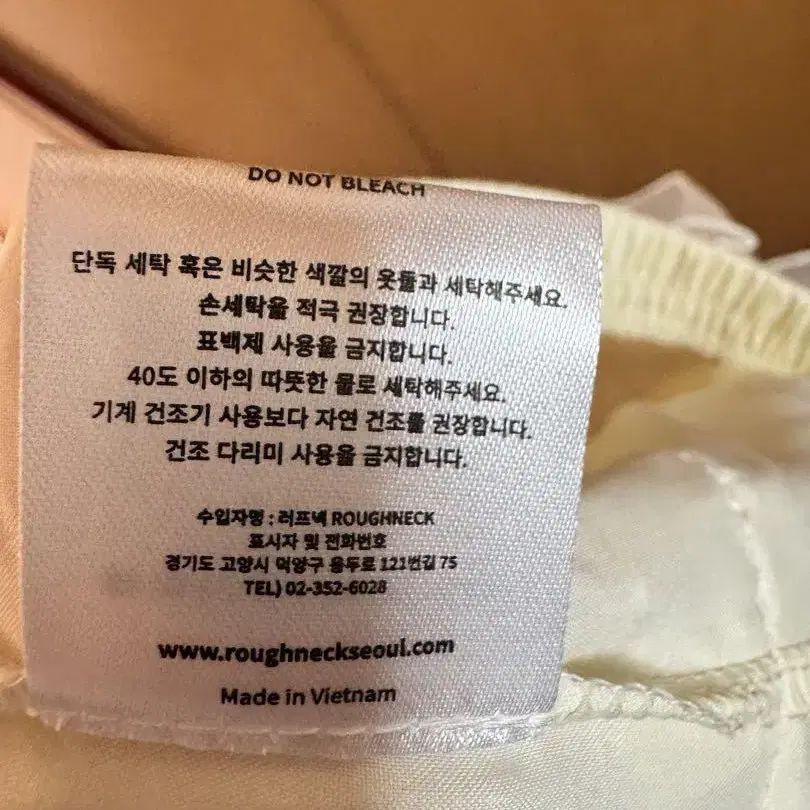 DO NOT BLEACH
단독 세탁 혹은 비슷한 색깔의 옷들과 세탁해주세요.
손세탁을 적극 권장합니다.
표백제 사용을 금지합니다.
40도 이하의 따뜻한 물로 세탁해주세요.
기계 건조기 사용보다 자연 건조를 권장합니다.
건조 다리미 사용을 금지합니다.
수입자명 : 러프넥 ROUGHNECK
표시자 및 전화번호
경기도 고양시 덕양구 용두로 121번길 75
TEL) 02-352-6028
www.roughneckseoul.com
Made in Vietnam